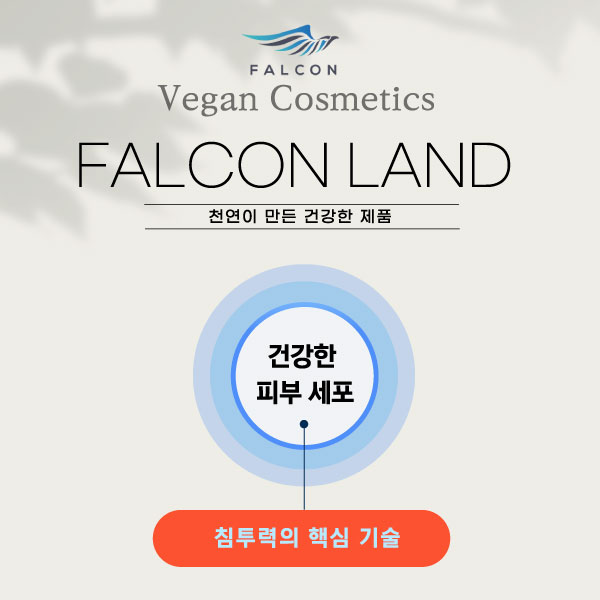 FALCON
Vegan Cosmetics
FALCON LAND
천연이 만든 건강한 제품
건강한
피부 세포
침투력의 핵심 기술